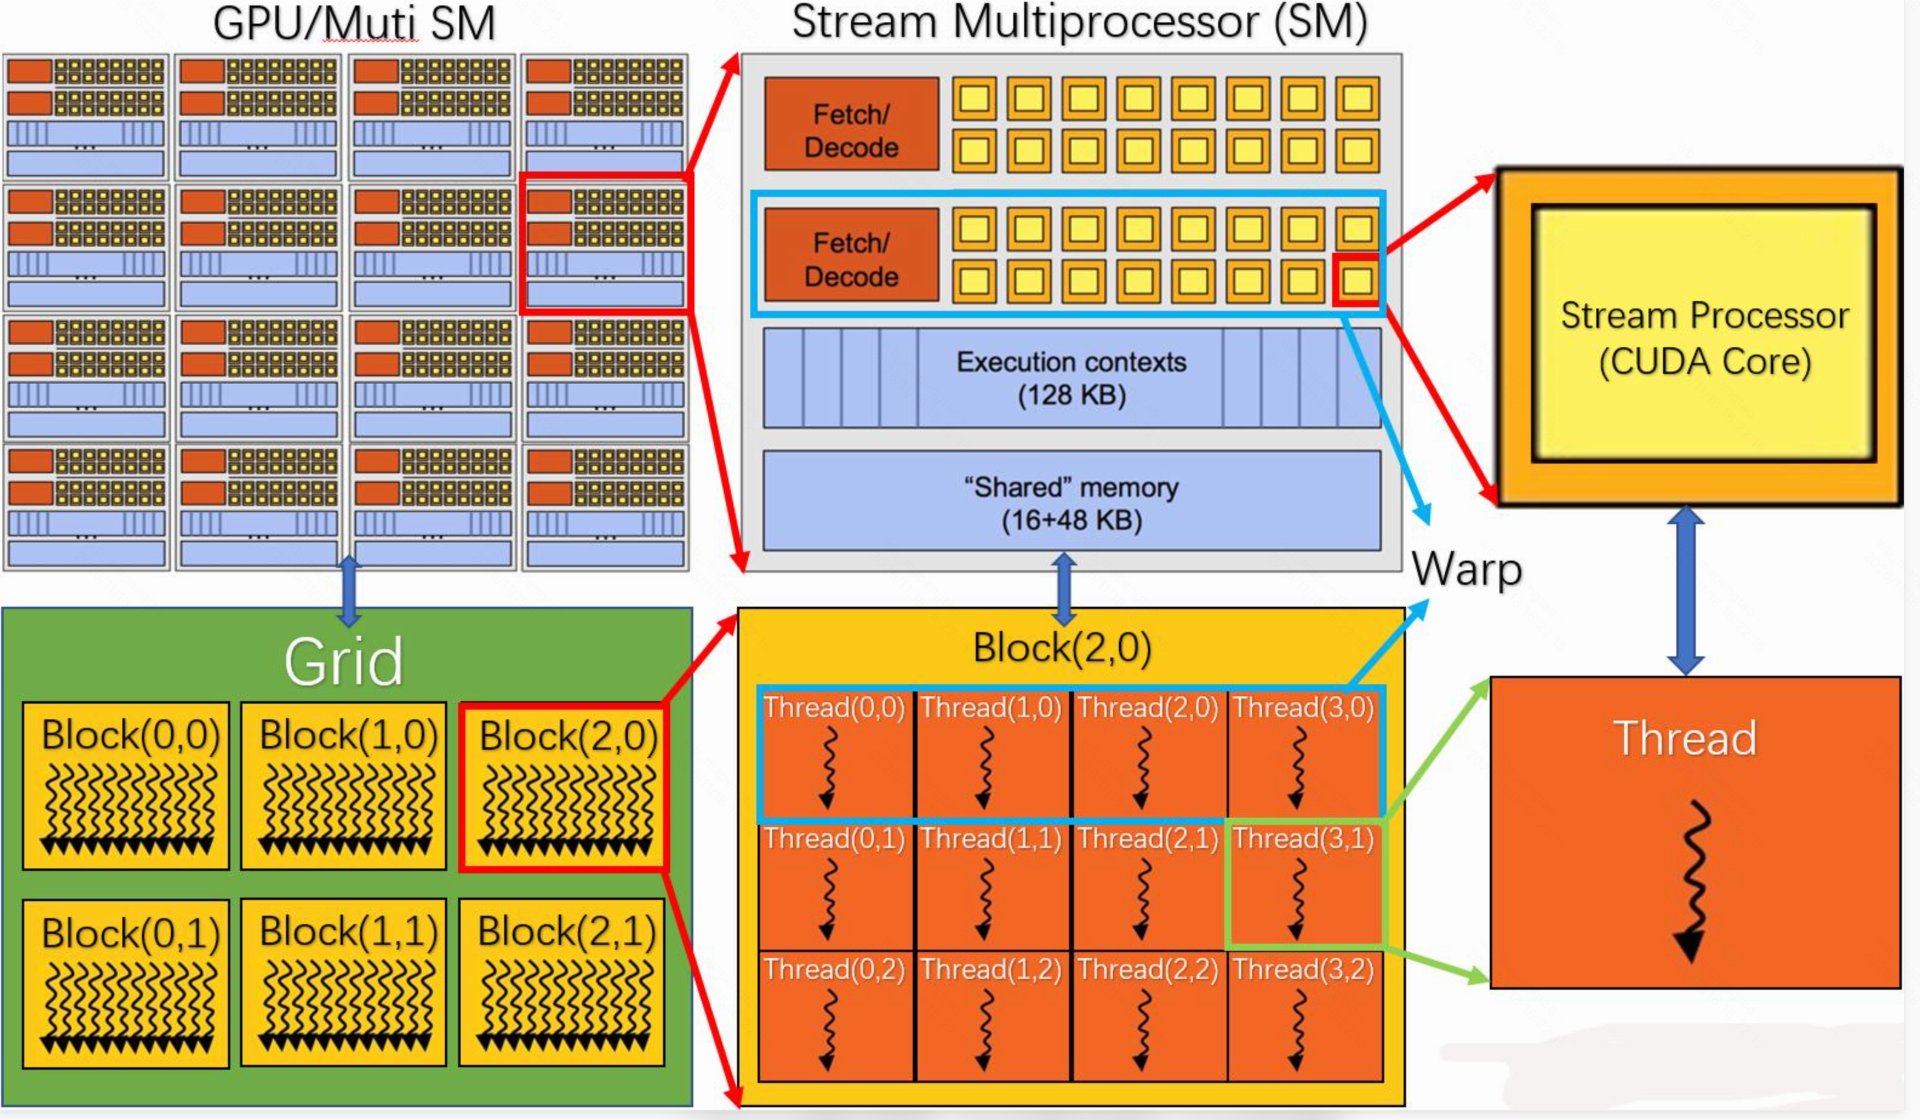 GPU/Muti SM
Stream Multiprocessor (SM)
Fetch/
Decode
Fetch/
Decode
Execution contexts
(128 KB)
“Shared” memory
(16+48 KB)
Stream Processor
(CUDA Core)
Warp
Grid
Block(0,0)
Block(1,0)
Block(2,0)
Block(0,1)
Block(1,1)
Block(2,1)
Block(2,0)
Thread(0,0)
Thread(1,0)
Thread(2,0)
Thread(3,0)
Thread(0,1)
Thread(1,1)
Thread(2,1)
Thread(3,1)
Thread(0,2)
Thread(1,2)
Thread(2,2)
Thread(3,2)
Thread